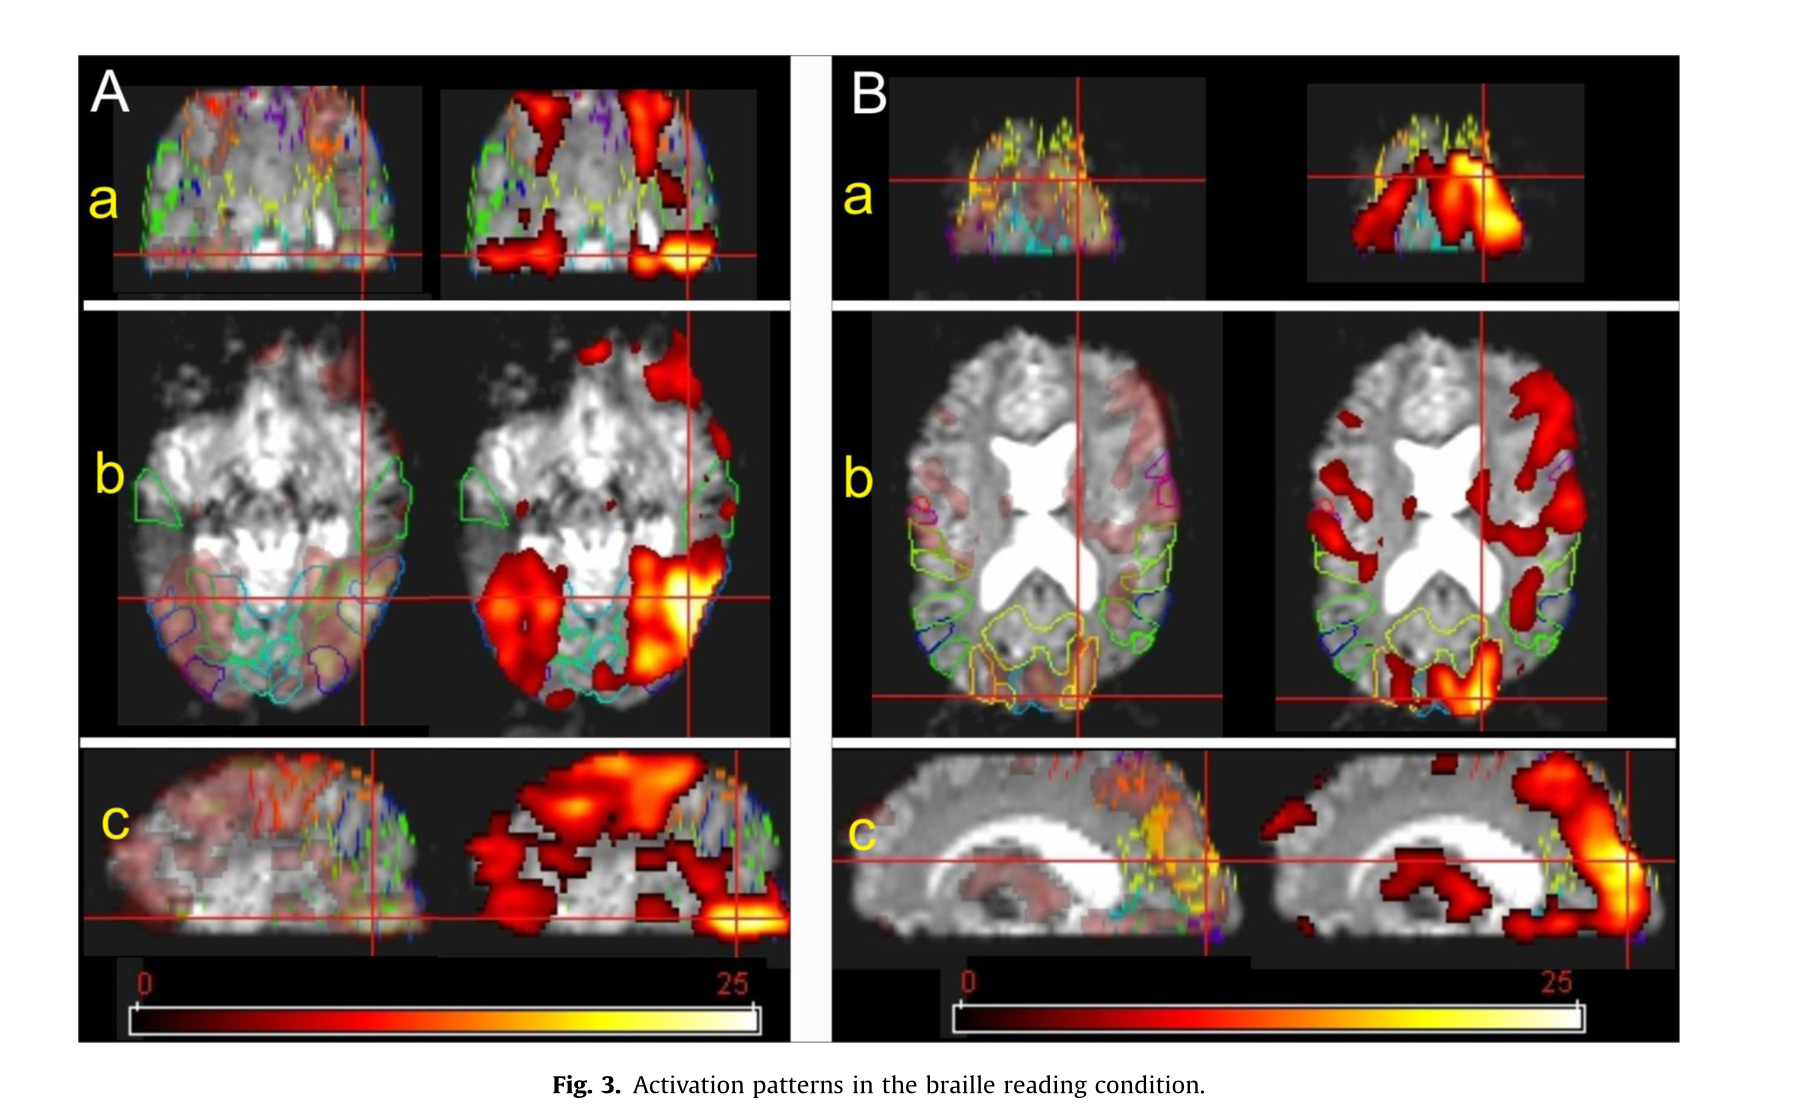 A
B
a
a
b
b
c
c
0 25
0 25
Fig. 3. Activation patterns in the braille reading condition.